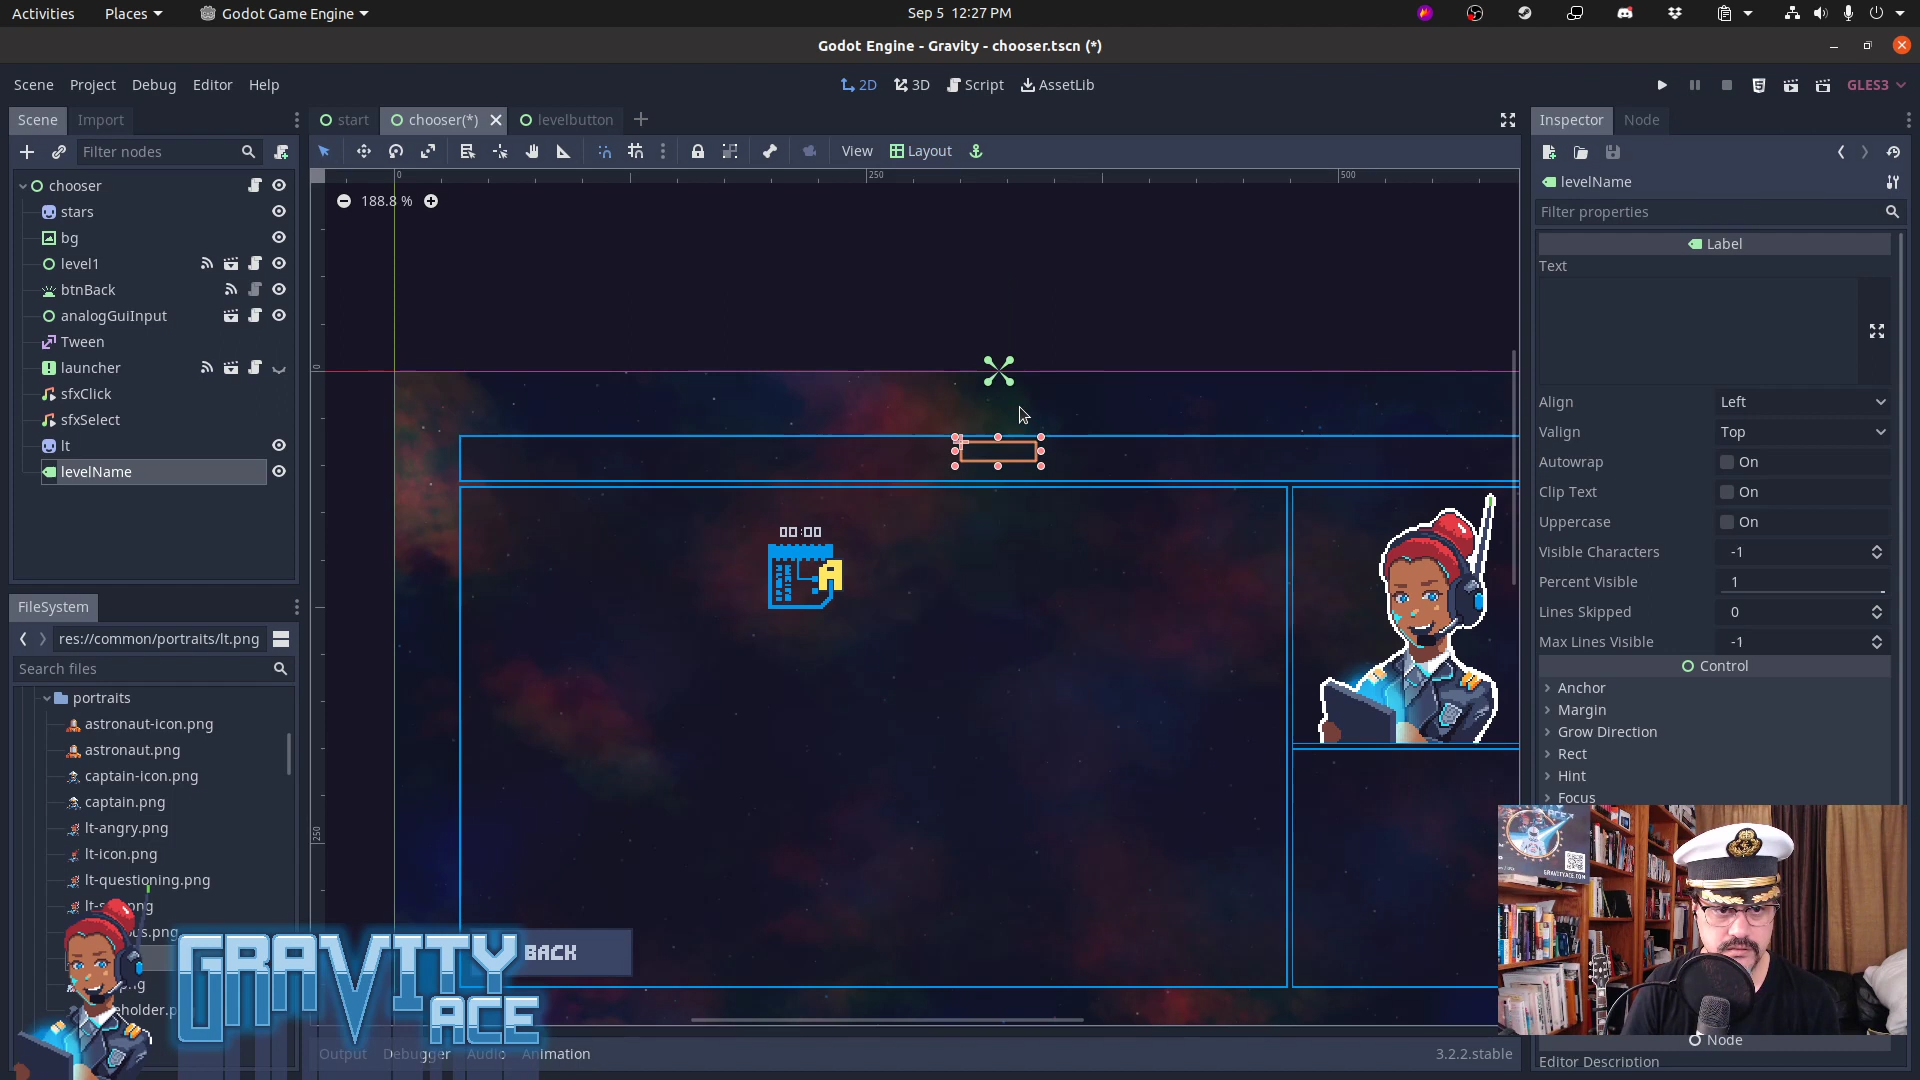 Activities Places Godot Game Engine Sep 5 12:27 PM
Godot Engine - Gravity - chooser.tscn (*)
Scene Project Debug Editor Help 2D 3D Script AssetLib GLES3
Scene Import start chooser(*) levelbutton Inspector Node
Filter nodes View Layout
chooser
stars
bg
level1
btnBack
analogGuiInput
Tween
launcher
sfxClick
sfxSelect
lt
levelName
FileSystem
res://common/portraits/lt.png
Search files
portraits
astronaut-icon.png
astronaut.png
captain-icon.png
captain.png
lt-angry.png
lt-icon.png
lt-questioning.png
0 250 500
188.8 %
0
250
00:00
A
BACK
GRAVITY
ACE
Output Debugger Audio Animation 3.2.2.stable
levelName
Filter properties
Label
Text
Align Left
Valign Top
Autowrap On
Clip Text On
Uppercase On
Visible Characters -1
Percent Visible 1
Lines Skipped 0
Max Lines Visible -1
Control
Anchor
Margin
Grow Direction
Rect
Hint
Focus
GRAVITYACE.COM
Node
Editor Description